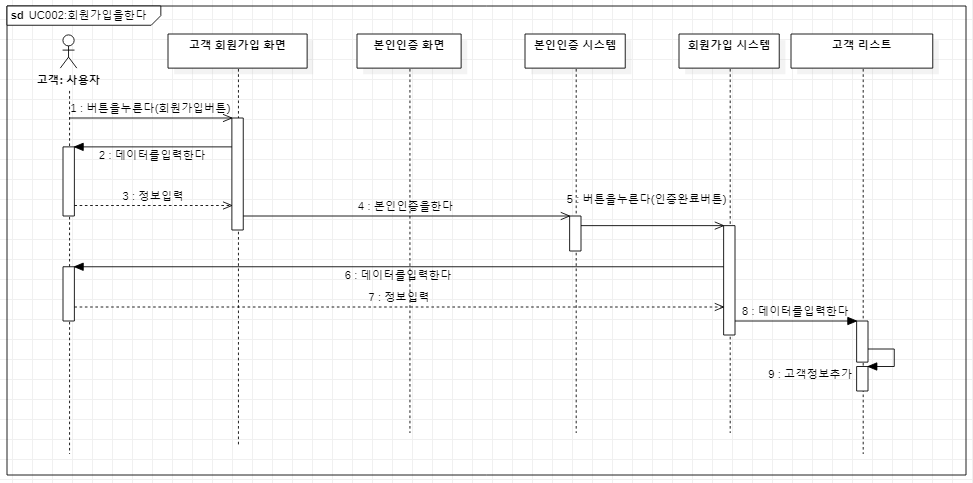 sd UC002:회원가입을한다
고객: 사용자
고객 회원가입 화면
본인인증 화면
본인인증 시스템
회원가입 시스템
고객 리스트
1 : 버튼을누른다(회원가입버튼)
2 : 데이터를입력한다
3 : 정보입력
4 : 본인인증을한다
5 : 버튼을누른다(인증완료버튼)
6 : 데이터를입력한다
7 : 정보입력
8 : 데이터를입력한다
9 : 고객정보추가